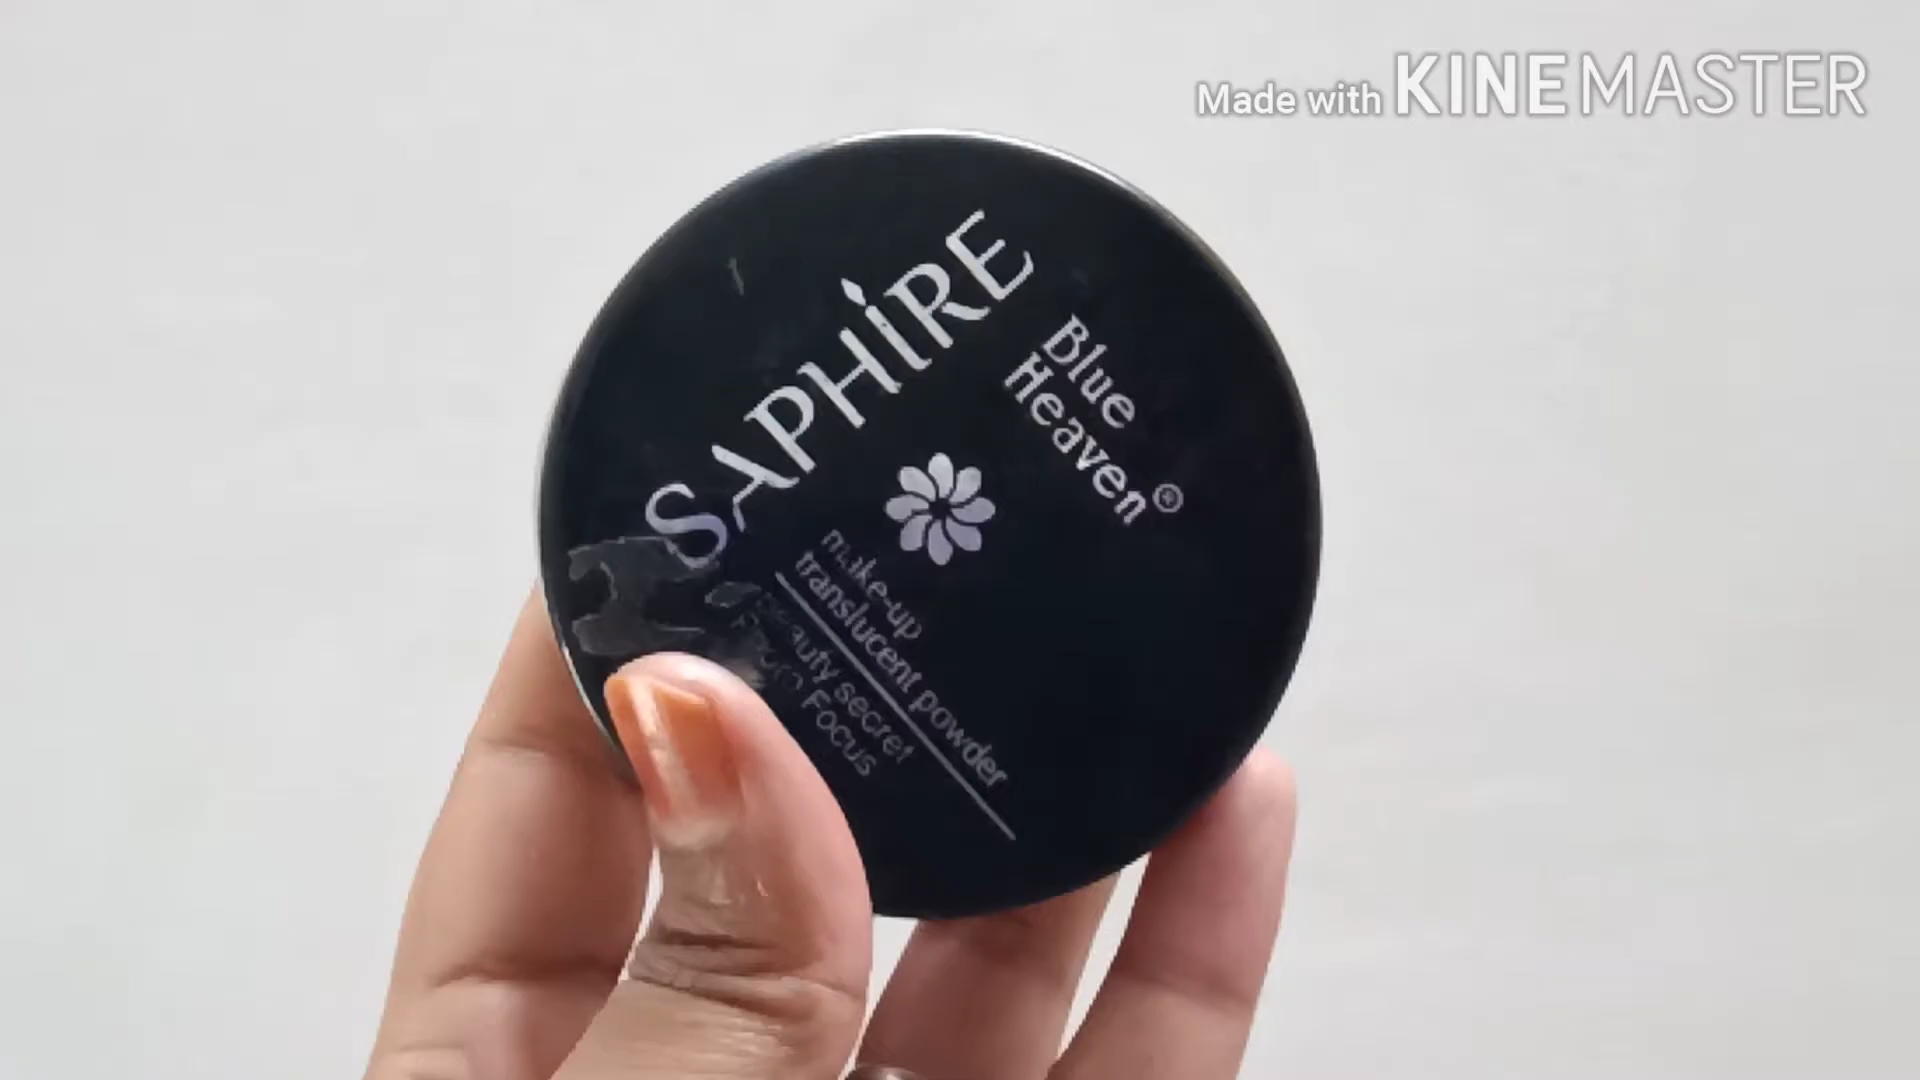 Made with KINEMASTER
SAPHIRE
Blue
Heaven®
make-up
translucent powder
beauty secret
Focus